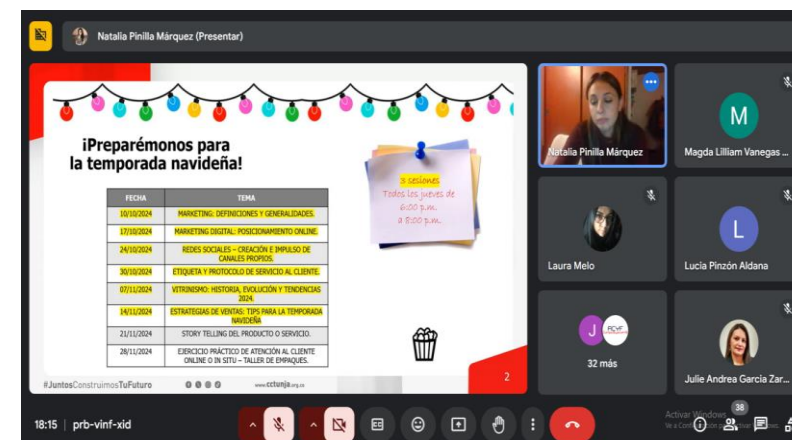 Natalia Pinilla Márquez (Presentar)
¡Preparémonos para
la temporada navideña!
FECHA TEMA
10/10/2024 MARKETING: DEFINICIONES Y GENERALIDADES.
17/10/2024 MARKETING DIGITAL: POSICIONAMIENTO ONLINE.
24/10/2024 REDES SOCIALES – CREACIÓN E IMPULSO DE
CANALES PROPIOS.
30/10/2024 ETIQUETA Y PROTOCOLO DE SERVICIO AL CLIENTE.
07/11/2024 VITRINISMO: HISTORIA, EVOLUCIÓN Y TENDENCIAS
2024.
14/11/2024 ESTRATEGIAS DE VENTAS: TIPS PARA LA TEMPORADA
NAVIDEÑA
21/11/2024 STORY TELLING DEL PRODUCTO O SERVICIO.
28/11/2024 EJERCICIO PRÁCTICO DE ATENCIÓN AL CLIENTE
ONLINE O IN SITU – TALLER DE EMPAQUES.
3 sesiones
Todos los jueves de
6:00 p.m.
a 8:00 p.m.
#JuntosConstruimosTuFuturo
www.cctunja.org.co
2
Natalia Pinilla Márquez
M
Magda Lilliam Vanegas ...
Laura Melo
L
Lucía Pinzón Aldana
J
32 más
Julie Andrea Garcia Zar...
18:15 | prb-vinf-xid
Activar Windows
38